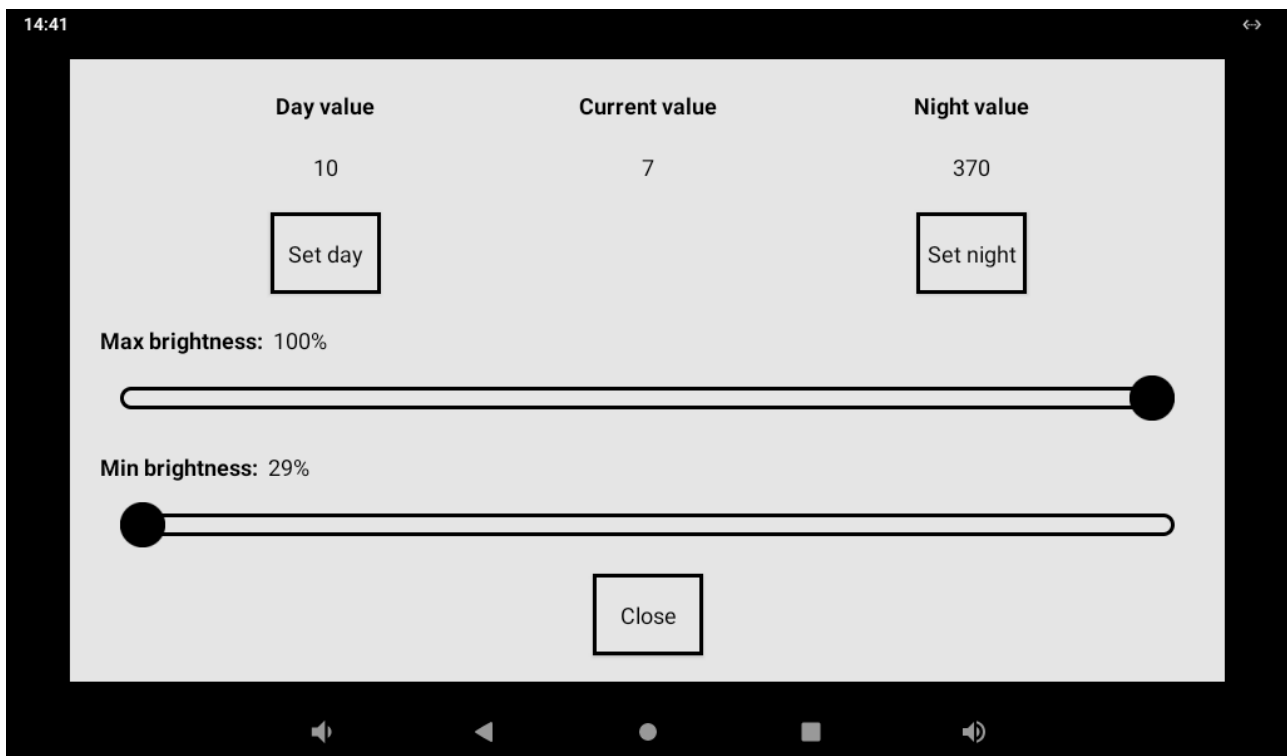 14:41
Day value Current value Night value
10 7 370
Set day Set night
Max brightness: 100%
Min brightness: 29%
Close